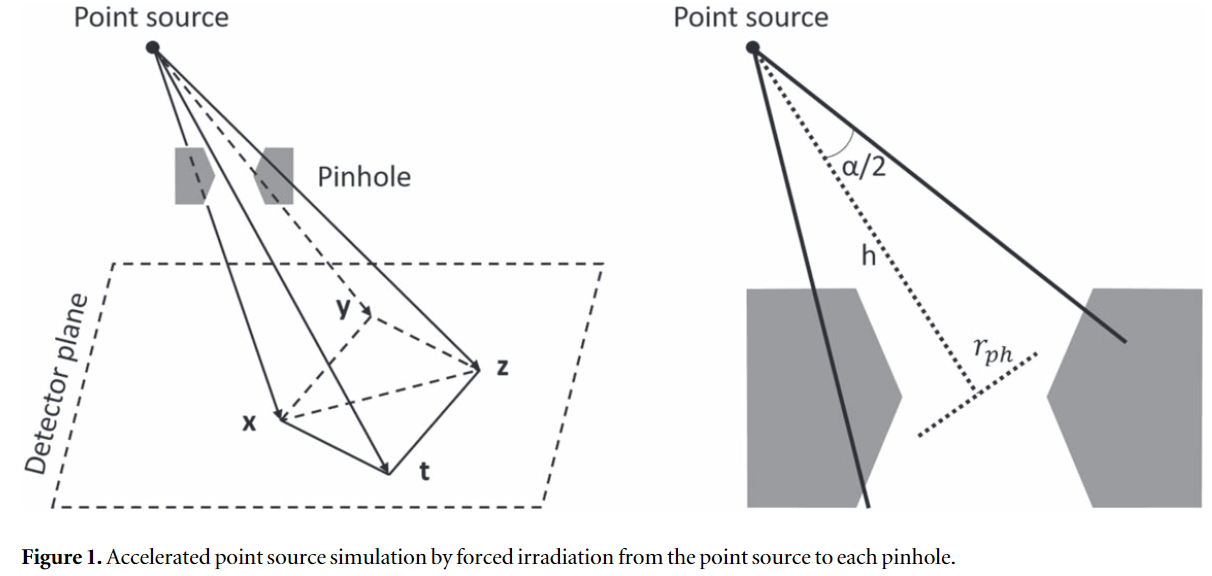 Point source
Pinhole
Detector plane
y
z
x
t
Point source
α/2
h
rph
Figure 1. Accelerated point source simulation by forced irradiation from the point source to each pinhole.